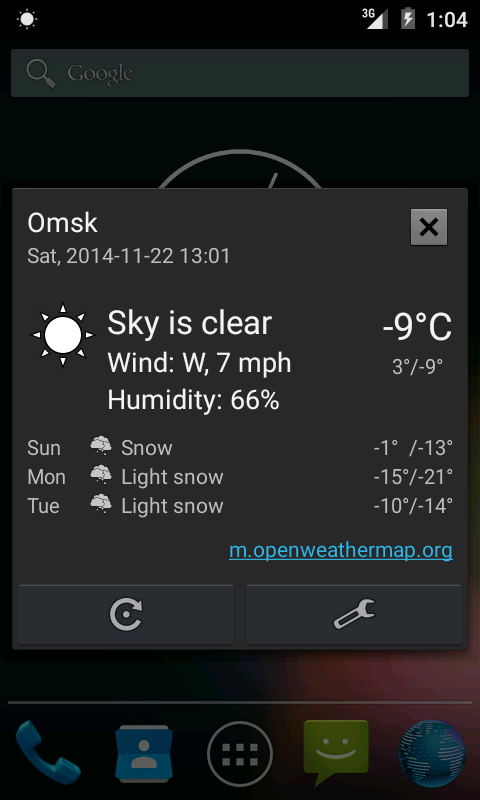 3G 1:04
Google
Omsk
Sat, 2014-11-22 13:01
Sky is clear -9°C
Wind: W, 7 mph 3°/-9°
Humidity: 66%
Sun Snow -1° /-13°
Mon Light snow -15°/-21°
Tue Light snow -10°/-14°
m.openweathermap.org